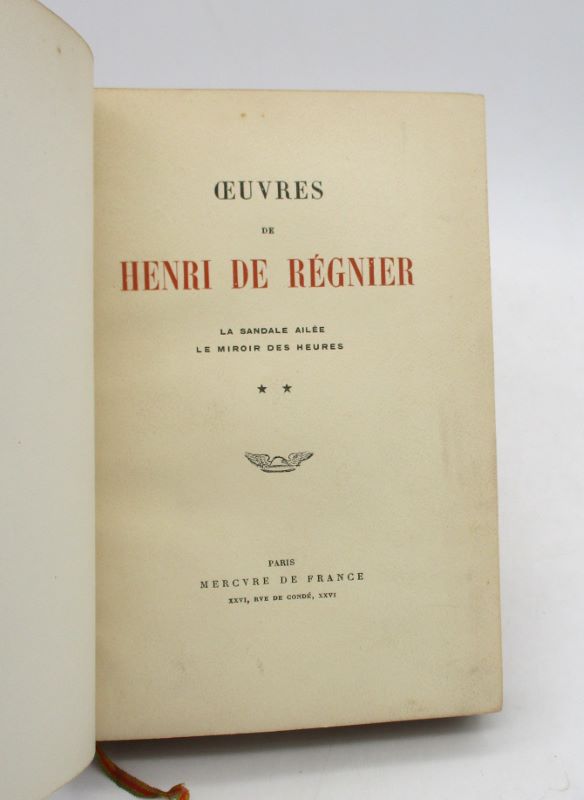 ŒUVRES
DE
HENRI DE RÉGNIER
LA SANDALE AILÉE
LE MIROIR DES HEURES
★ ★
PARIS
MERCVRE DE FRANCE
XXVI, RVE DE CONDÉ, XXVI